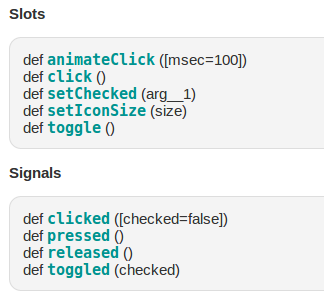 Slots
def animateClick ([msec=100])
def click ()
def setChecked (arg__1)
def setIconSize (size)
def toggle ()
Signals
def clicked ([checked=false])
def pressed ()
def released ()
def toggled (checked)